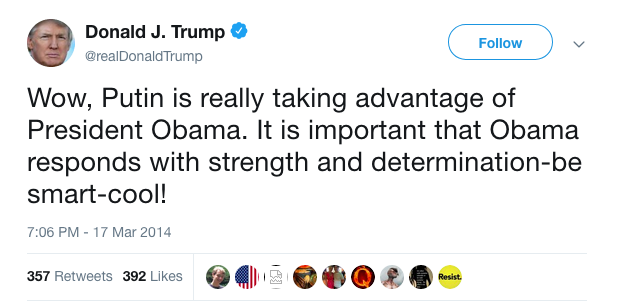 Donald J. Trump
@realDonaldTrump
Follow
Wow, Putin is really taking advantage of
President Obama. It is important that Obama
responds with strength and determination-be
smart-cool!
7:06 PM - 17 Mar 2014
357 Retweets 392 Likes
Resist.